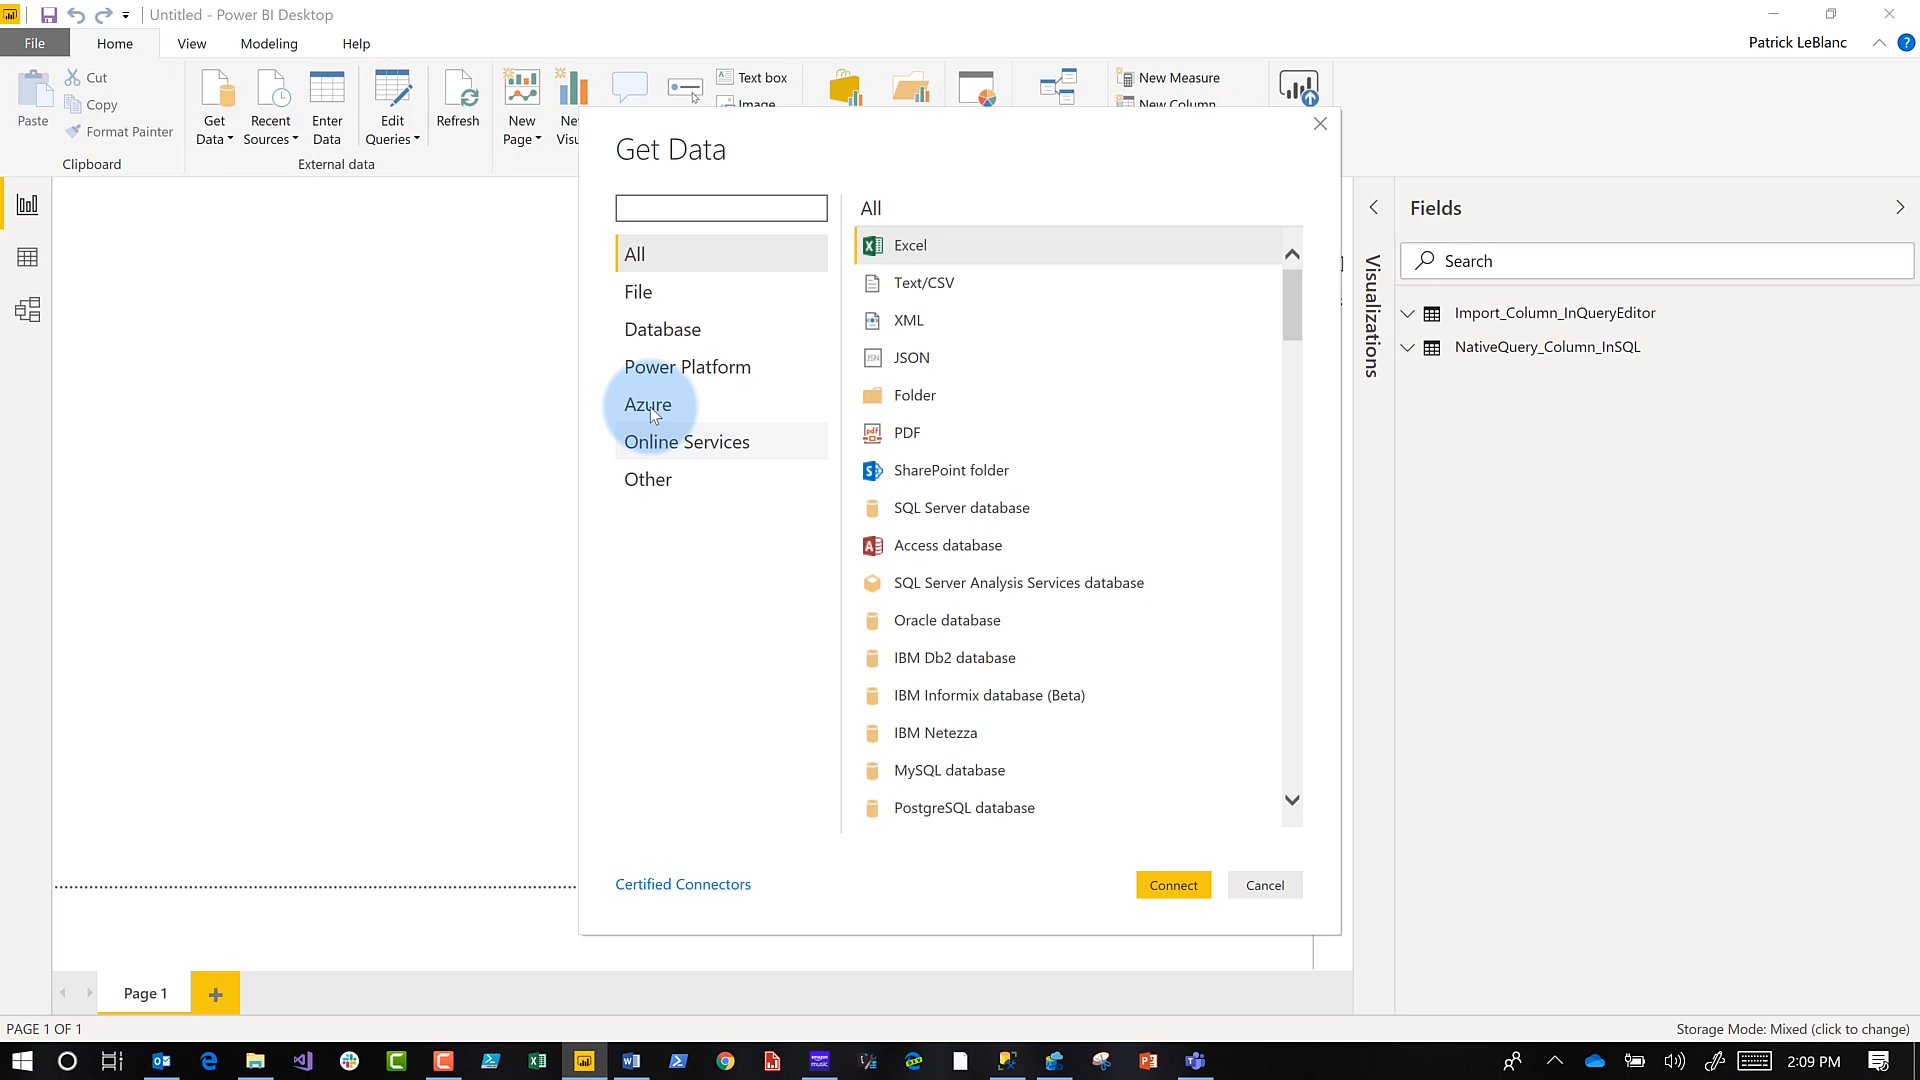 Untitled - Power BI Desktop
File
Home
View
Modeling
Help
Patrick LeBlanc
?
Paste
Cut
Copy
Format Painter
Clipboard
Get
Data
Recent
Sources
Enter
Data
Edit
Queries
Refresh
External data
New
Page
Ne
Visu
Text box
Image
New Measure
New Column
Get Data
All
File
Database
Power Platform
Azure
Online Services
Other
All
Excel
Text/CSV
XML
JSON
Folder
PDF
SharePoint folder
SQL Server database
Access database
SQL Server Analysis Services database
Oracle database
IBM Db2 database
IBM Informix database (Beta)
IBM Netezza
MySQL database
PostgreSQL database
Certified Connectors
Connect
Cancel
Visualizations
Fields
Search
Import_Column_InQueryEditor
NativeQuery_Column_InSQL
Page 1
PAGE 1 OF 1
Storage Mode: Mixed (click to change)
2:09 PM